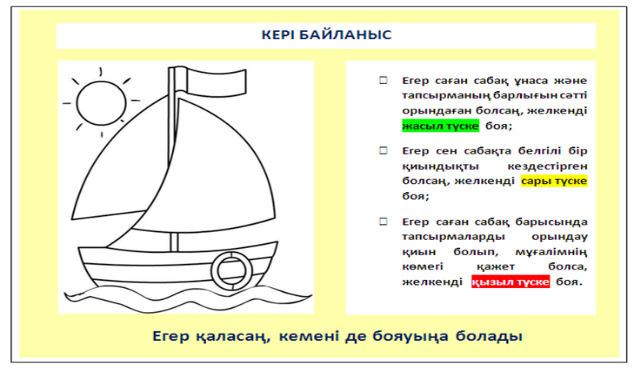 КЕРІ БАЙЛАНЫС
Егер саған сабақ ұнаса және
тапсырманың барлығын сәтті
орындаған болсаң, желкенді
жасыл түске боя;
Егер сен сабақта белгілі бір
қиындықты кездестірген
болсаң, желкенді сары түске
боя;
Егер саған сабақ барысында
тапсырмаларды орындау
қиын болып, мұғалімнің
көмегі қажет болса,
желкенді қызыл түске боя.
Егер қаласаң, кемені де бояуыңа болады